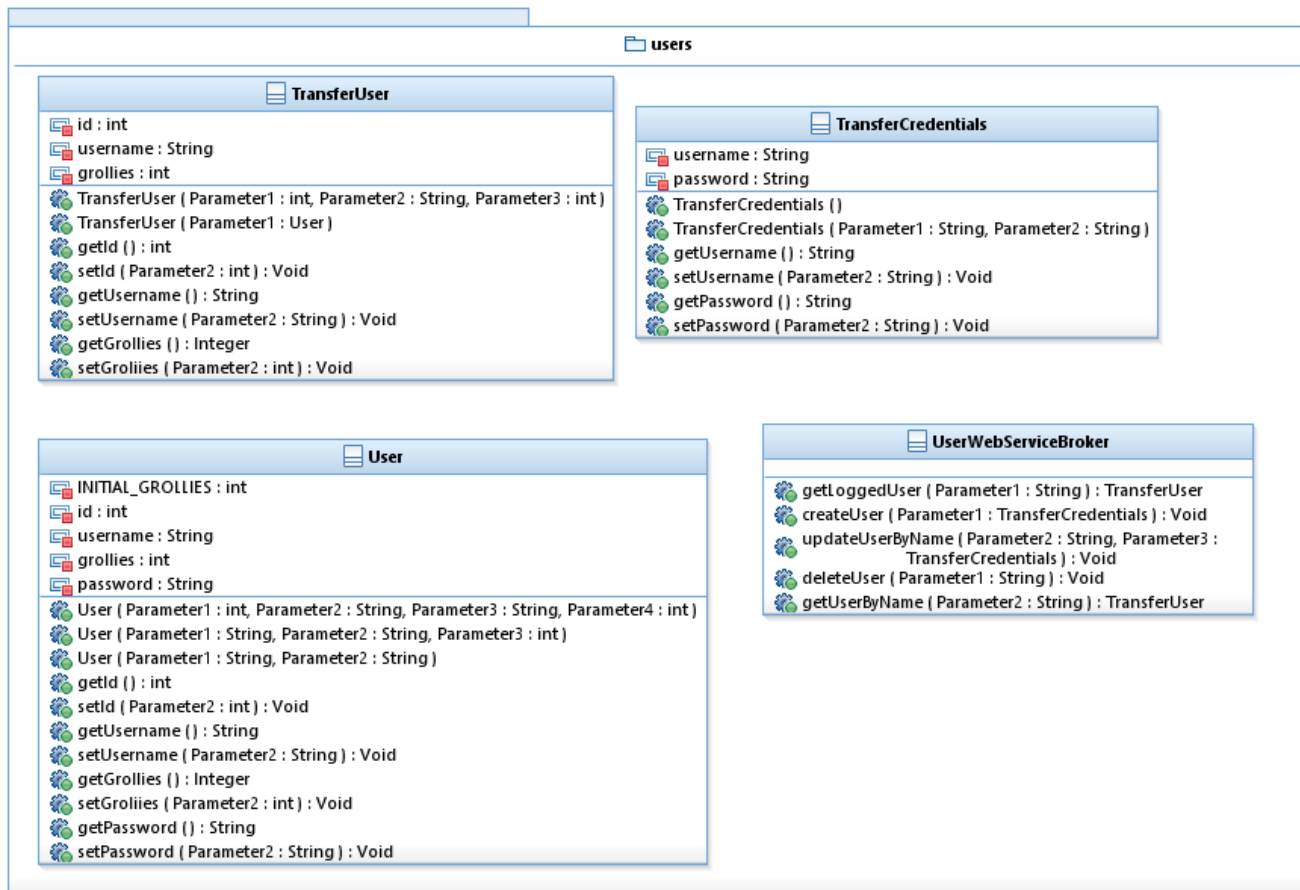 users
TransferUser
id : int
username : String
grollies : int
TransferUser ( Parameter1 : int, Parameter2 : String, Parameter3 : int )
TransferUser ( Parameter1 : User )
getId ( ) : int
setId ( Parameter2 : int ) : Void
getUsername ( ) : String
setUsername ( Parameter2 : String ) : Void
getGrollies ( ) : Integer
setGroliies ( Parameter2 : int ) : Void
TransferCredentials
username : String
password : String
TransferCredentials ( )
TransferCredentials ( Parameter1 : String, Parameter2 : String )
getUsername ( ) : String
setUsername ( Parameter2 : String ) : Void
getPassword ( ) : String
setPassword ( Parameter2 : String ) : Void
User
INITIAL_GROLLIES : int
id : int
username : String
grollies : int
password : String
User ( Parameter1 : int, Parameter2 : String, Parameter3 : String, Parameter4 : int )
User ( Parameter1 : String, Parameter2 : String, Parameter3 : int )
User ( Parameter1 : String, Parameter2 : String )
getId ( ) : int
setId ( Parameter2 : int ) : Void
getUsername ( ) : String
setUsername ( Parameter2 : String ) : Void
getGrollies ( ) : Integer
setGroliies ( Parameter2 : int ) : Void
getPassword ( ) : String
setPassword ( Parameter2 : String ) : Void
UserWebServiceBroker
getLoggedUser ( Parameter1 : String ) : TransferUser
createUser ( Parameter1 : TransferCredentials ) : Void
updateUserByName ( Parameter2 : String, Parameter3 :
TransferCredentials ) : Void
deleteUser ( Parameter1 : String ) : Void
getUserByName ( Parameter2 : String ) : TransferUser